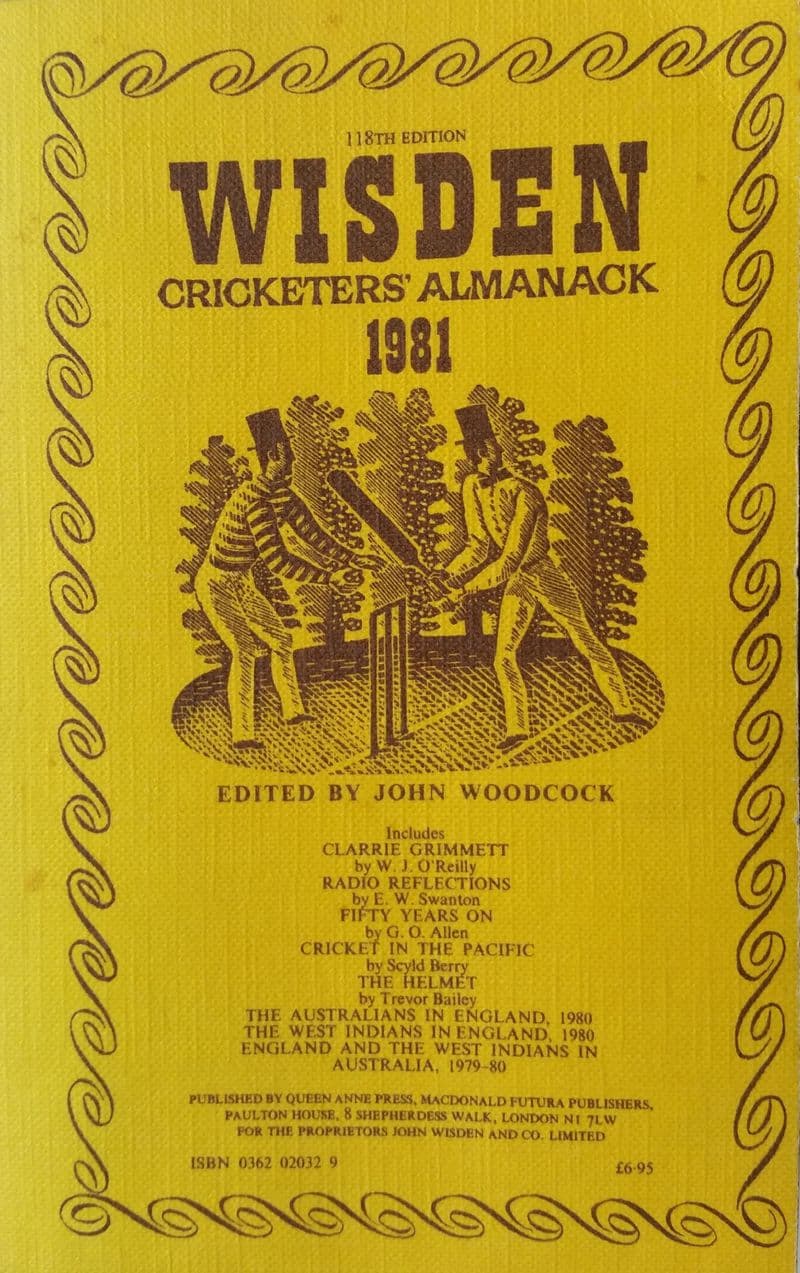 118TH EDITION
WISDEN
CRICKETERS' ALMANACK
1981
EDITED BY JOHN WOODCOCK
Includes
CLARRIE GRIMMETT
by W. J. O'Reilly
RADIO REFLECTIONS
by E. W. Swanton
FIFTY YEARS ON
by G. O. Allen
CRICKET IN THE PACIFIC
by Scyld Berry
THE HELMET
by Trevor Bailey
THE AUSTRALIANS IN ENGLAND, 1980
THE WEST INDIANS IN ENGLAND, 1980
ENGLAND AND THE WEST INDIANS IN
AUSTRALIA, 1979-80
PUBLISHED BY QUEEN ANNE PRESS, MACDONALD FUTURA PUBLISHERS,
PAULTON HOUSE, 8 SHEPHERDESS WALK, LONDON N1 7LW
FOR THE PROPRIETORS JOHN WISDEN AND CO. LIMITED
ISBN 0362 02032 9
£6·95